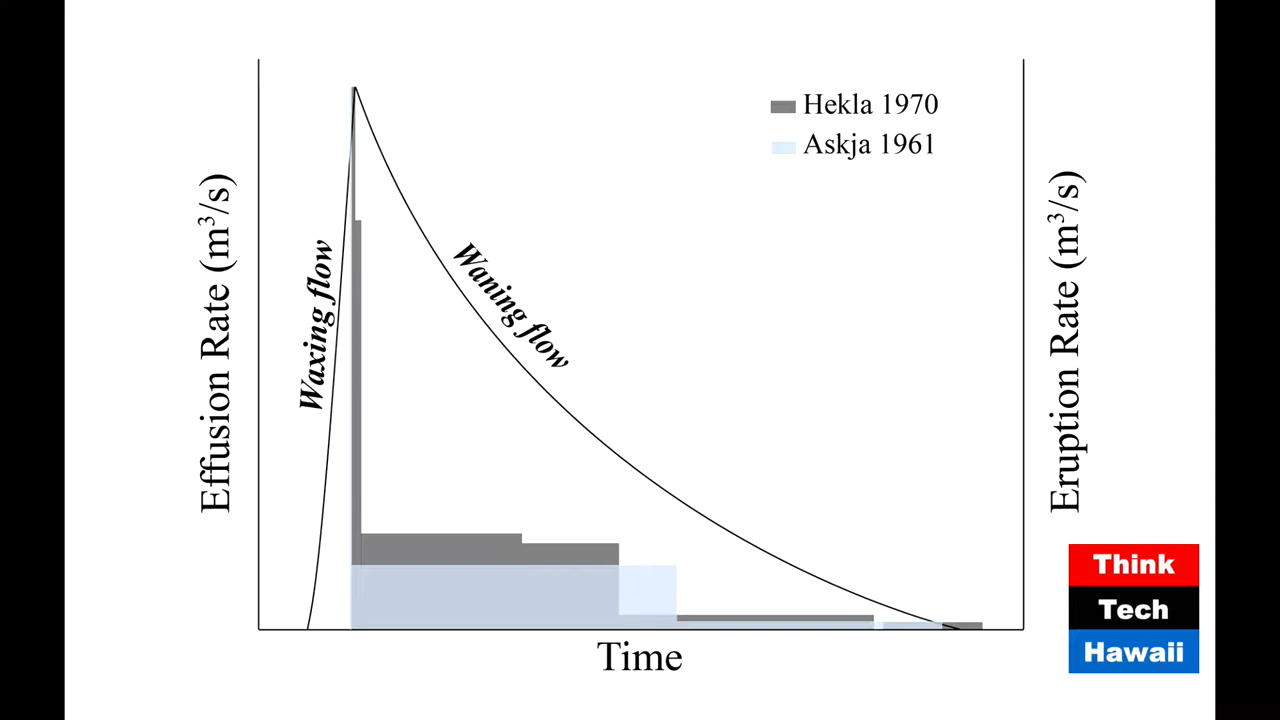 Hekla 1970
Askja 1961
Effusion Rate (m³/s)
Waxing flow
Waning flow
Eruption Rate (m³/s)
Time
Think
Tech
Hawaii